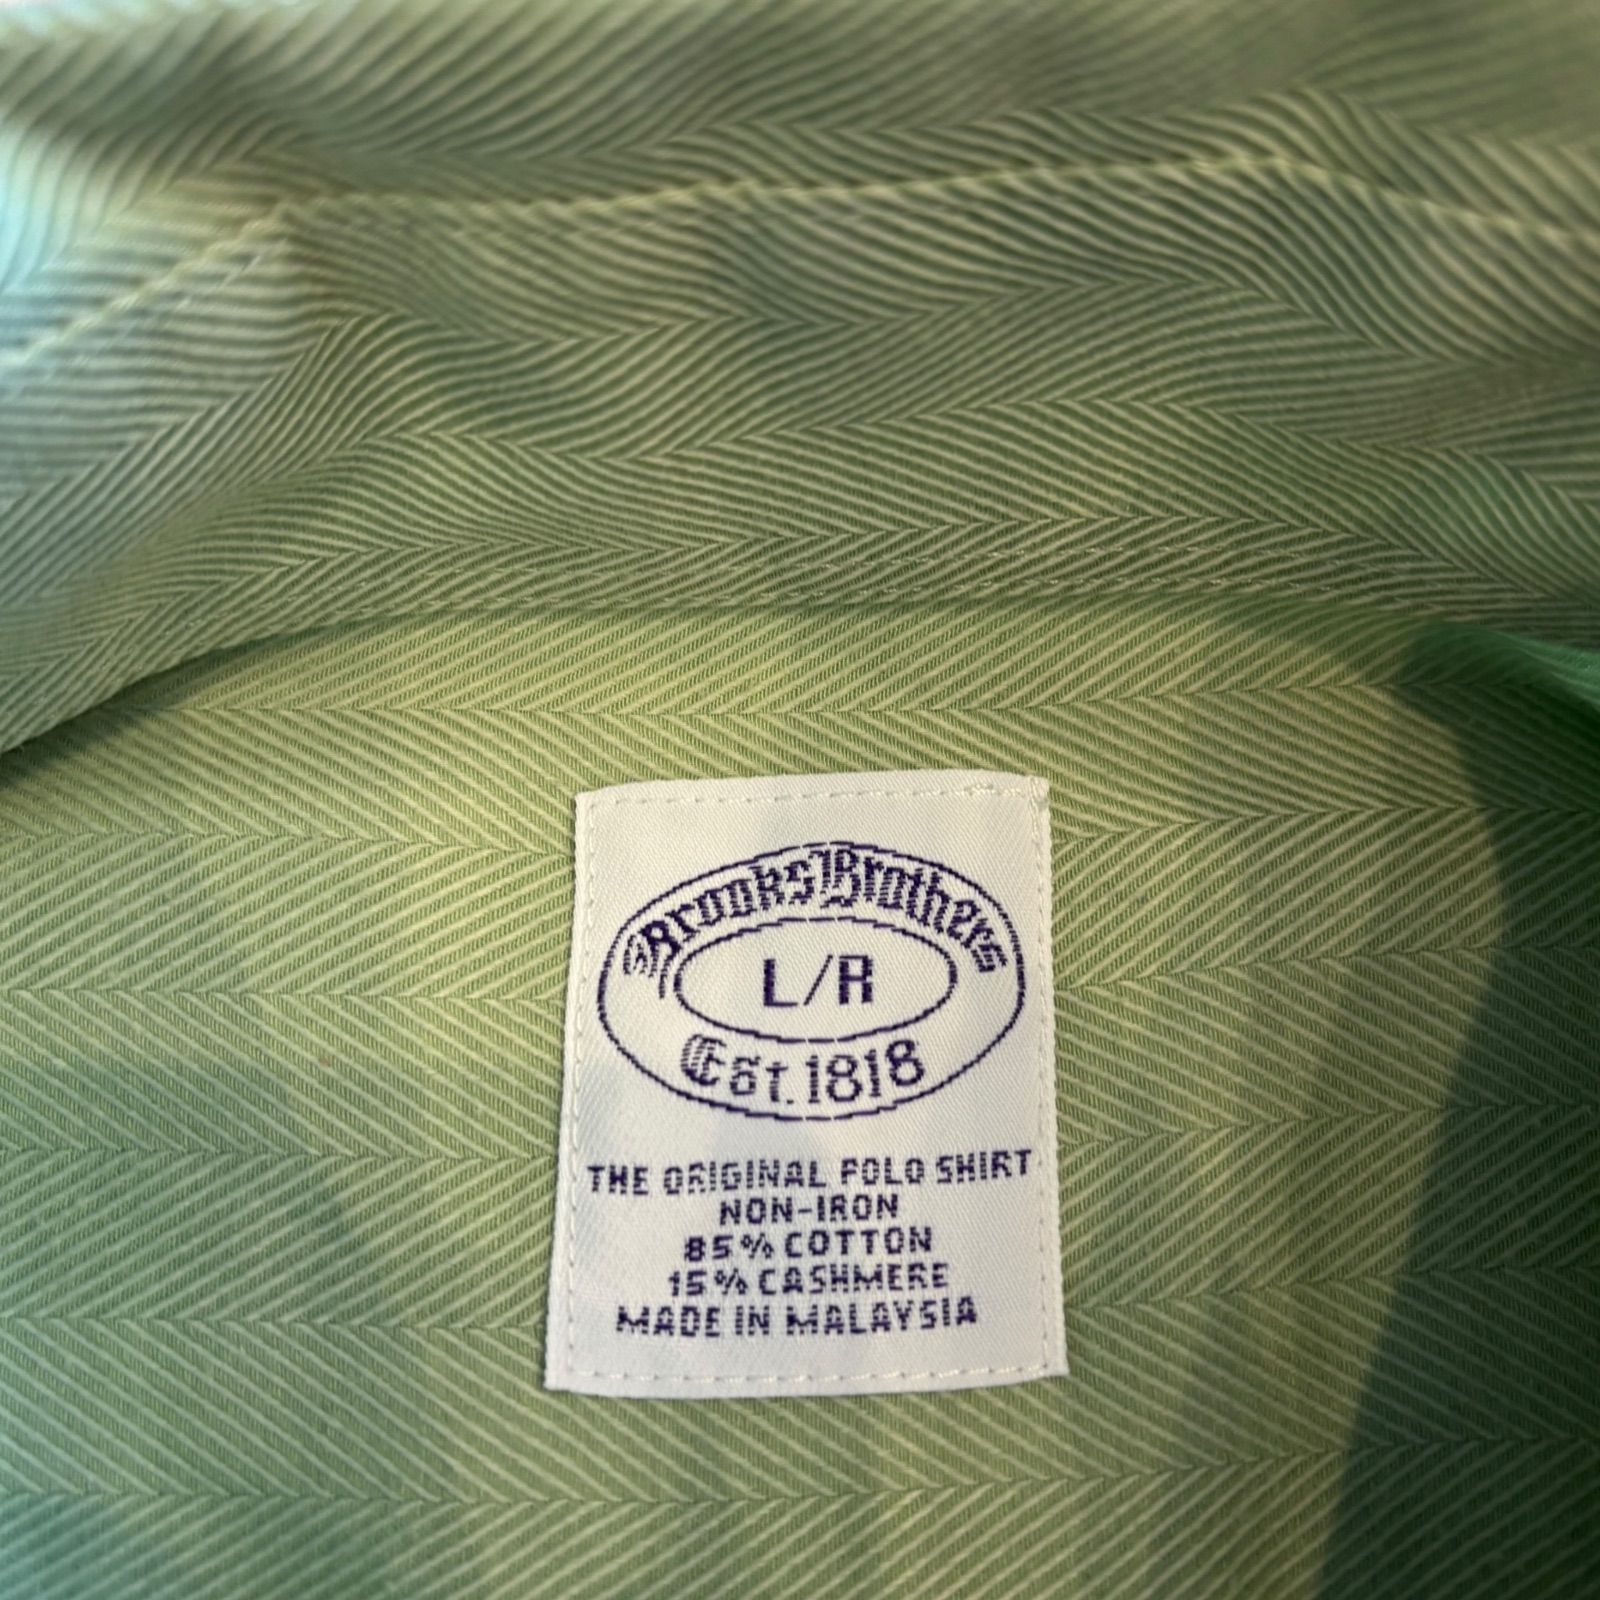 Brooks Brothers
L/R
Est. 1818
THE ORIGINAL POLO SHIRT
NON-IRON
85% COTTON
15% CASHMERE
MADE IN MALAYSIA